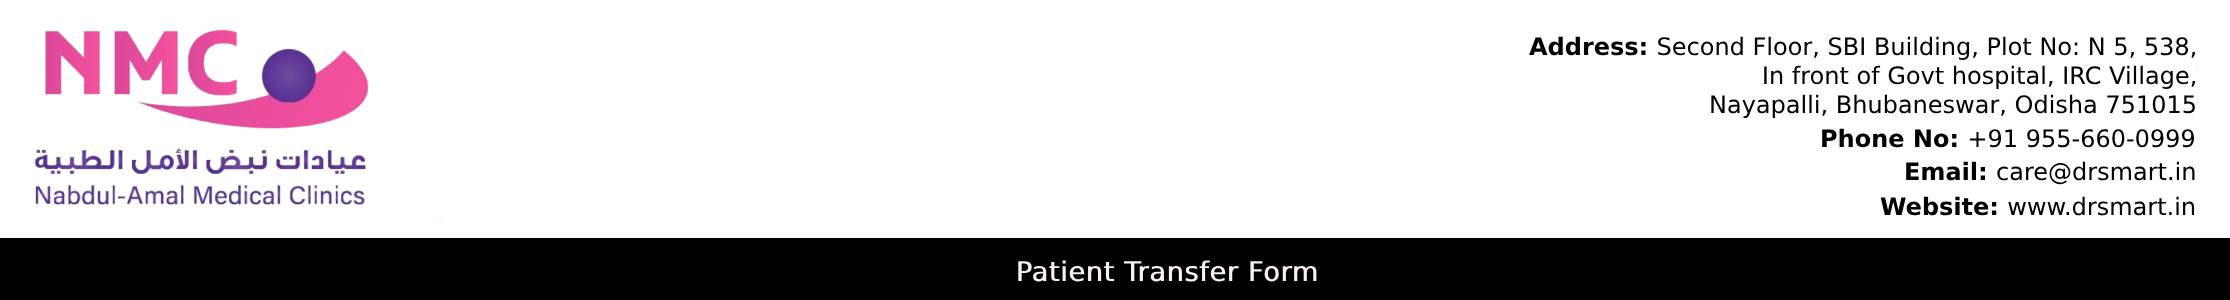 NMC
عيادات نبض الأمل الطبية
Nabdul-Amal Medical Clinics
Address: Second Floor, SBI Building, Plot No: N 5, 538,
In front of Govt hospital, IRC Village,
Nayapalli, Bhubaneswar, Odisha 751015
Phone No: +91 955-660-0999
Email: care@drsmart.in
Website: www.drsmart.in
Patient Transfer Form